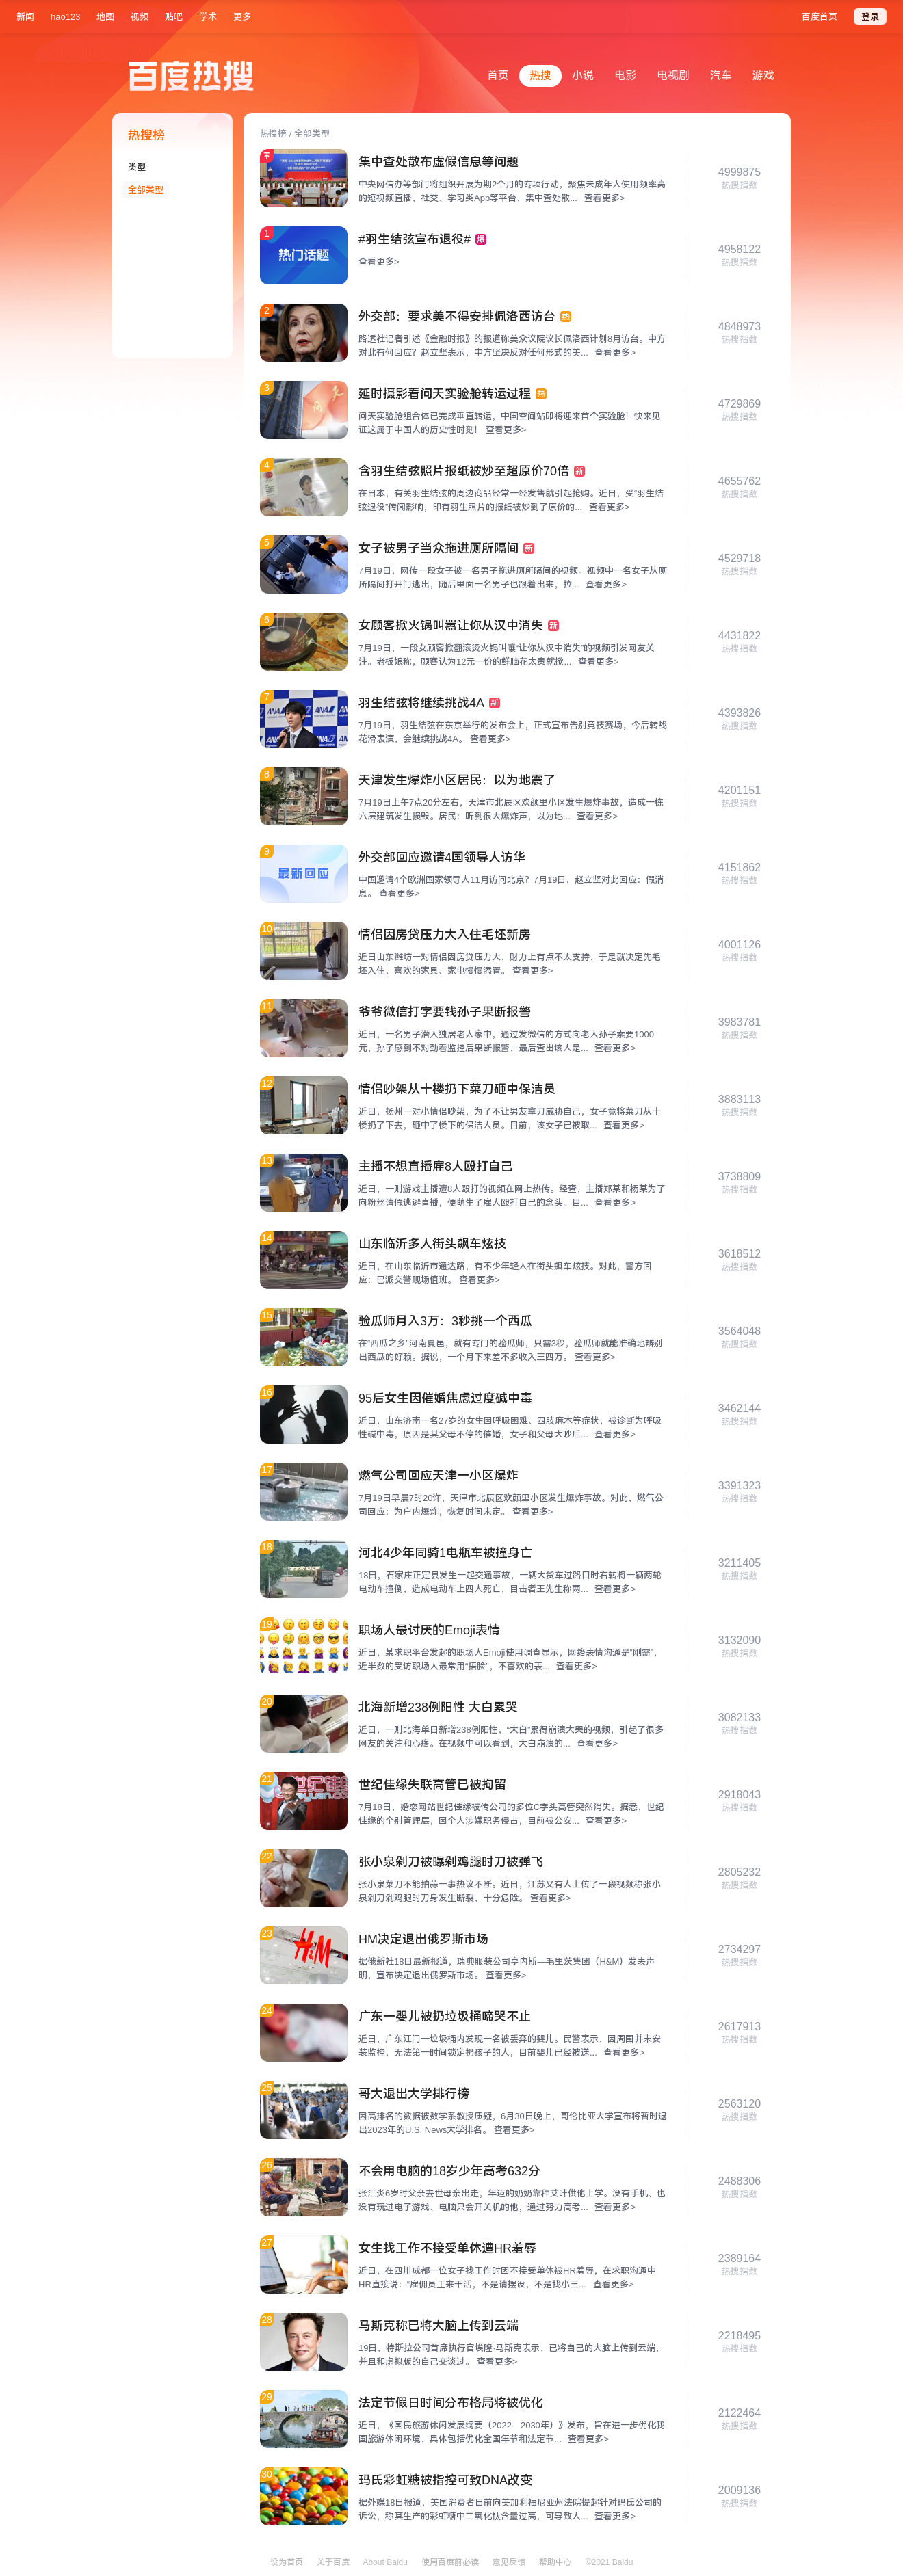 新闻 hao123 地图 视频 贴吧 学术 更多 百度首页 登录
百度热搜 首页 热搜 小说 电影 电视剧 汽车 游戏
热搜榜
类型
全部类型
热搜榜 / 全部类型
集中查处散布虚假信息等问题
中央网信办等部门将组织开展为期2个月的专项行动，聚焦未成年人使用频率高
的短视频直播、社交、学习类App等平台，集中查处散... 查看更多>
4999875
热搜指数
1
热门话题
#羽生结弦宣布退役# 爆
查看更多>
4958122
热搜指数
2
外交部：要求美不得安排佩洛西访台 热
路透社记者引述《金融时报》的报道称美众议院议长佩洛西计划8月访台。中方
对此有何回应？赵立坚表示，中方坚决反对任何形式的美... 查看更多>
4848973
热搜指数
3
延时摄影看问天实验舱转运过程 热
问天实验舱组合体已完成垂直转运，中国空间站即将迎来首个实验舱！快来见
证这属于中国人的历史性时刻！ 查看更多>
4729869
热搜指数
4
含羽生结弦照片报纸被炒至超原价70倍 新
在日本，有关羽生结弦的周边商品经常一经发售就引起抢购。近日，受“羽生结
弦退役”传闻影响，印有羽生照片的报纸被炒到了原价的... 查看更多>
4655762
热搜指数
5
女子被男子当众拖进厕所隔间 新
7月19日，网传一段女子被一名男子拖进厕所隔间的视频。视频中一名女子从厕
所隔间打开门逃出，随后里面一名男子也跟着出来，拉... 查看更多>
4529718
热搜指数
6
女顾客掀火锅叫嚣让你从汉中消失 新
7月19日，一段女顾客掀翻滚烫火锅叫嚷“让你从汉中消失”的视频引发网友关
注。老板娘称，顾客认为12元一份的鲜脑花太贵就掀... 查看更多>
4431822
热搜指数
7
羽生结弦将继续挑战4A 新
7月19日，羽生结弦在东京举行的发布会上，正式宣布告别竞技赛场，今后转战
花滑表演，会继续挑战4A。 查看更多>
4393826
热搜指数
8
天津发生爆炸小区居民：以为地震了
7月19日上午7点20分左右，天津市北辰区欢颜里小区发生爆炸事故，造成一栋
六层建筑发生损毁。居民：听到很大爆炸声，以为地... 查看更多>
4201151
热搜指数
9
最新回应
外交部回应邀请4国领导人访华
中国邀请4个欧洲国家领导人11月访问北京？7月19日，赵立坚对此回应：假消
息。 查看更多>
4151862
热搜指数
10
情侣因房贷压力大入住毛坯新房
近日山东潍坊一对情侣因房贷压力大，财力上有点不太支持，于是就决定先毛
坯入住，喜欢的家具、家电慢慢添置。 查看更多>
4001126
热搜指数
11
爷爷微信打字要钱孙子果断报警
近日，一名男子潜入独居老人家中，通过发微信的方式向老人孙子索要1000
元，孙子感到不对劲看监控后果断报警，最后查出该人是... 查看更多>
3983781
热搜指数
12
情侣吵架从十楼扔下菜刀砸中保洁员
近日，扬州一对小情侣吵架，为了不让男友拿刀威胁自己，女子竟将菜刀从十
楼扔了下去，砸中了楼下的保洁人员。目前，该女子已被取... 查看更多>
3883113
热搜指数
13
主播不想直播雇8人殴打自己
近日，一则游戏主播遭8人殴打的视频在网上热传。经查，主播郑某和杨某为了
向粉丝请假逃避直播，便萌生了雇人殴打自己的念头。目... 查看更多>
3738809
热搜指数
14
山东临沂多人街头飙车炫技
近日，在山东临沂市通达路，有不少年轻人在街头飙车炫技。对此，警方回
应：已派交警现场值班。 查看更多>
3618512
热搜指数
15
验瓜师月入3万：3秒挑一个西瓜
在“西瓜之乡”河南夏邑，就有专门的验瓜师，只需3秒，验瓜师就能准确地辨别
出西瓜的好赖。据说，一个月下来差不多收入三四万。 查看更多>
3564048
热搜指数
16
95后女生因催婚焦虑过度碱中毒
近日，山东济南一名27岁的女生因呼吸困难、四肢麻木等症状，被诊断为呼吸
性碱中毒，原因是其父母不停的催婚，女子和父母大吵后... 查看更多>
3462144
热搜指数
17
燃气公司回应天津一小区爆炸
7月19日早晨7时20许，天津市北辰区欢颜里小区发生爆炸事故。对此，燃气公
司回应：为户内爆炸，恢复时间未定。 查看更多>
3391323
热搜指数
18
河北4少年同骑1电瓶车被撞身亡
18日，石家庄正定县发生一起交通事故，一辆大货车过路口时右转将一辆两轮
电动车撞倒，造成电动车上四人死亡，目击者王先生称两... 查看更多>
3211405
热搜指数
19
职场人最讨厌的Emoji表情
近日，某求职平台发起的职场人Emoji使用调查显示，网络表情沟通是“刚需”，
近半数的受访职场人最常用“捂脸”，不喜欢的表... 查看更多>
3132090
热搜指数
20
北海新增238例阳性 大白累哭
近日，一则北海单日新增238例阳性，“大白”累得崩溃大哭的视频，引起了很多
网友的关注和心疼。在视频中可以看到，大白崩溃的... 查看更多>
3082133
热搜指数
21
世纪佳缘失联高管已被拘留
7月18日，婚恋网站世纪佳缘被传公司的多位C字头高管突然消失。据悉，世纪
佳缘的个别管理层，因个人涉嫌职务侵占，目前被公安... 查看更多>
2918043
热搜指数
22
张小泉剁刀被曝剁鸡腿时刀被弹飞
张小泉菜刀不能拍蒜一事热议不断。近日，江苏又有人上传了一段视频称张小
泉剁刀剁鸡腿时刀身发生断裂，十分危险。 查看更多>
2805232
热搜指数
23
H&M
HM决定退出俄罗斯市场
据俄新社18日最新报道，瑞典服装公司亨内斯—毛里茨集团（H&M）发表声
明，宣布决定退出俄罗斯市场。 查看更多>
2734297
热搜指数
24
广东一婴儿被扔垃圾桶啼哭不止
近日，广东江门一垃圾桶内发现一名被丢弃的婴儿。民警表示，因周围并未安
装监控，无法第一时间锁定扔孩子的人，目前婴儿已经被送... 查看更多>
2617913
热搜指数
25
哥大退出大学排行榜
因高排名的数据被数学系教授质疑，6月30日晚上，哥伦比亚大学宣布将暂时退
出2023年的U.S. News大学排名。 查看更多>
2563120
热搜指数
26
不会用电脑的18岁少年高考632分
张汇炎6岁时父亲去世母亲出走，年迈的奶奶靠种艾叶供他上学。没有手机、也
没有玩过电子游戏、电脑只会开关机的他，通过努力高考... 查看更多>
2488306
热搜指数
27
女生找工作不接受单休遭HR羞辱
近日，在四川成都一位女子找工作时因不接受单休被HR羞辱，在求职沟通中
HR直接说：“雇佣员工来干活，不是请摆设，不是找小三... 查看更多>
2389164
热搜指数
28
马斯克称已将大脑上传到云端
19日，特斯拉公司首席执行官埃隆·马斯克表示，已将自己的大脑上传到云端，
并且和虚拟版的自己交谈过。 查看更多>
2218495
热搜指数
29
法定节假日时间分布格局将被优化
近日，《国民旅游休闲发展纲要（2022—2030年）》发布，旨在进一步优化我
国旅游休闲环境，具体包括优化全国年节和法定节... 查看更多>
2122464
热搜指数
30
玛氏彩虹糖被指控可致DNA改变
据外媒18日报道，美国消费者日前向美加利福尼亚州法院提起针对玛氏公司的
诉讼，称其生产的彩虹糖中二氧化钛含量过高，可导致人... 查看更多>
2009136
热搜指数
设为首页 关于百度 About Baidu 使用百度前必读 意见反馈 帮助中心 ©2021 Baidu